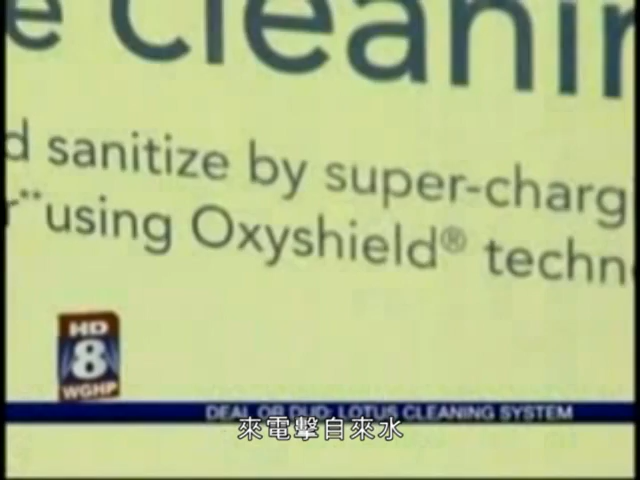 e cleanin
d sanitize by super-charg
r**using Oxyshield® techn
HD
8
WGHP
DEAL OR DUD: LOTUS CLEANING SYSTEM
來電擊自來水